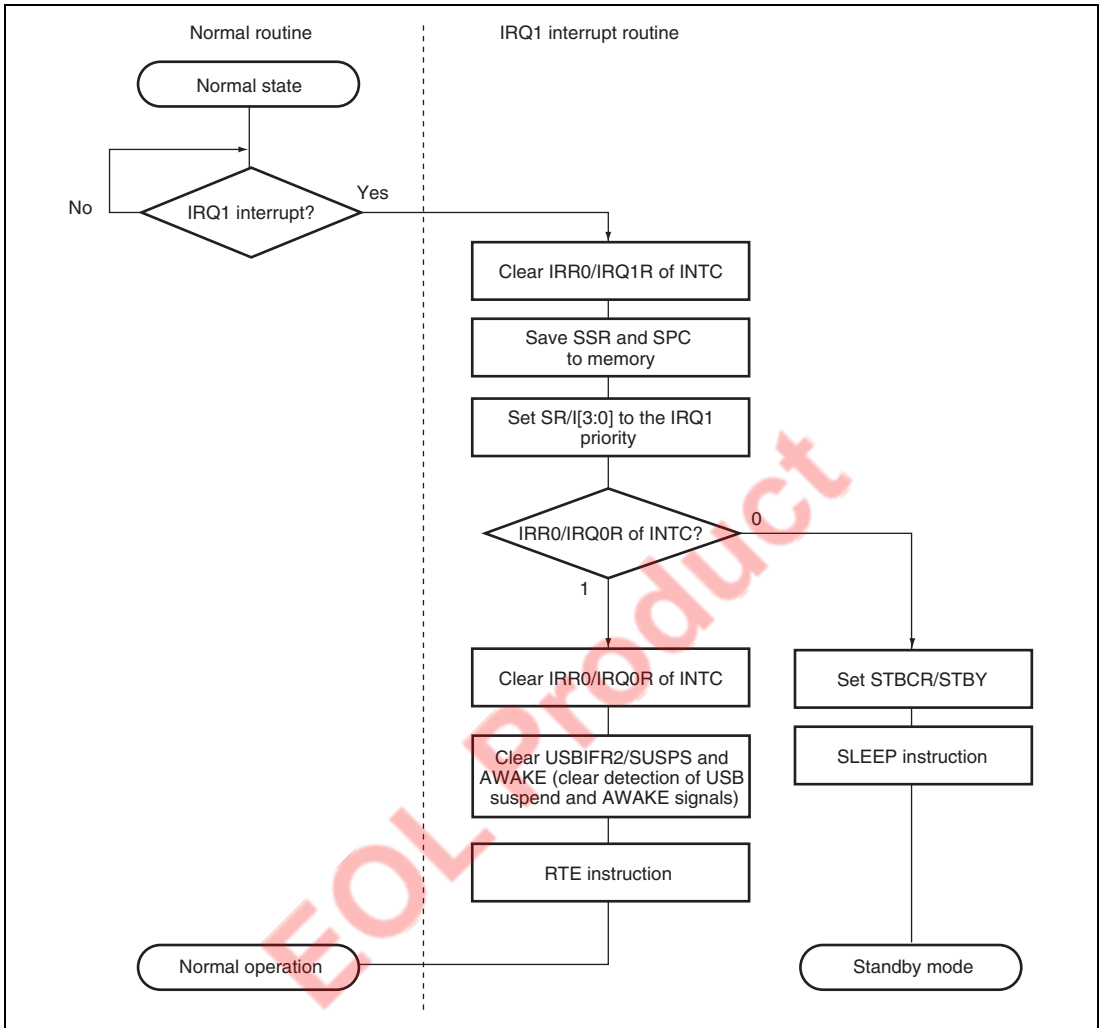 Normal routine
IRQ1 interrupt routine
Normal state
No
IRQ1 interrupt?
Yes
Clear IRR0/IRQ1R of INTC
Save SSR and SPC
to memory
Set SR/I[3:0] to the IRQ1
priority
IRR0/IRQ0R of INTC?
0
1
Clear IRR0/IRQ0R of INTC
Set STBCR/STBY
Clear USBIFR2/SUSPS and
AWAKE (clear detection of USB
suspend and AWAKE signals)
SLEEP instruction
RTE instruction
Normal operation
Standby mode
EOL Product